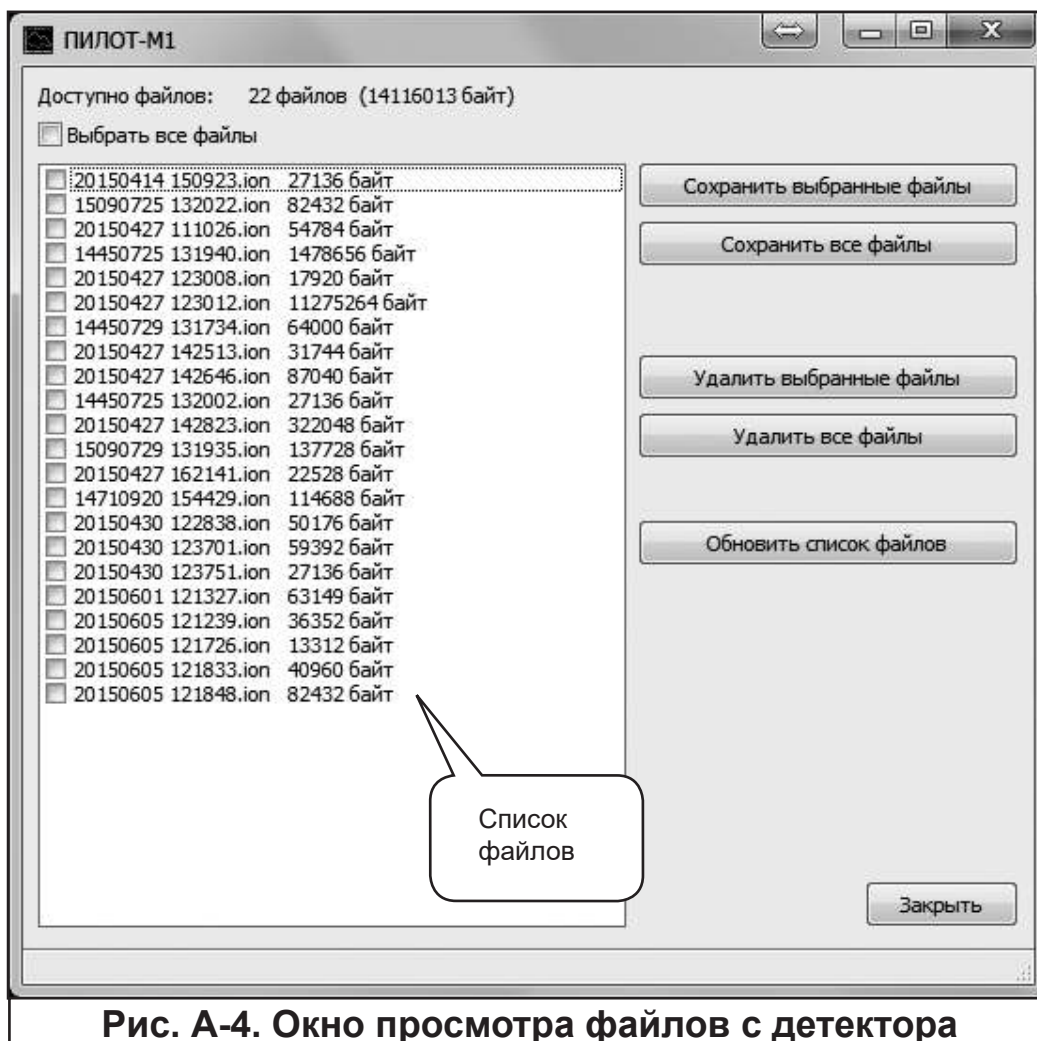 ПИЛОТ-М1
Доступно файлов: 22 файлов (14116013 байт)
Выбрать все файлы
20150414 150923.ion 27136 байт
15090725 132022.ion 82432 байт
20150427 111026.ion 54784 байт
14450725 131940.ion 1478656 байт
20150427 123008.ion 17920 байт
20150427 123012.ion 11275264 байт
14450729 131734.ion 64000 байт
20150427 142513.ion 31744 байт
20150427 142646.ion 87040 байт
14450725 132002.ion 27136 байт
20150427 142823.ion 322048 байт
15090729 131935.ion 137728 байт
20150427 162141.ion 22528 байт
14710920 154429.ion 114688 байт
20150430 122838.ion 50176 байт
20150430 123701.ion 59392 байт
20150430 123751.ion 27136 байт
20150601 121327.ion 63149 байт
20150605 121239.ion 36352 байт
20150605 121726.ion 13312 байт
20150605 121833.ion 40960 байт
20150605 121848.ion 82432 байт
Сохранить выбранные файлы
Сохранить все файлы
Удалить выбранные файлы
Удалить все файлы
Обновить список файлов
Список
файлов
Закрыть
Рис. А-4. Окно просмотра файлов с детектора